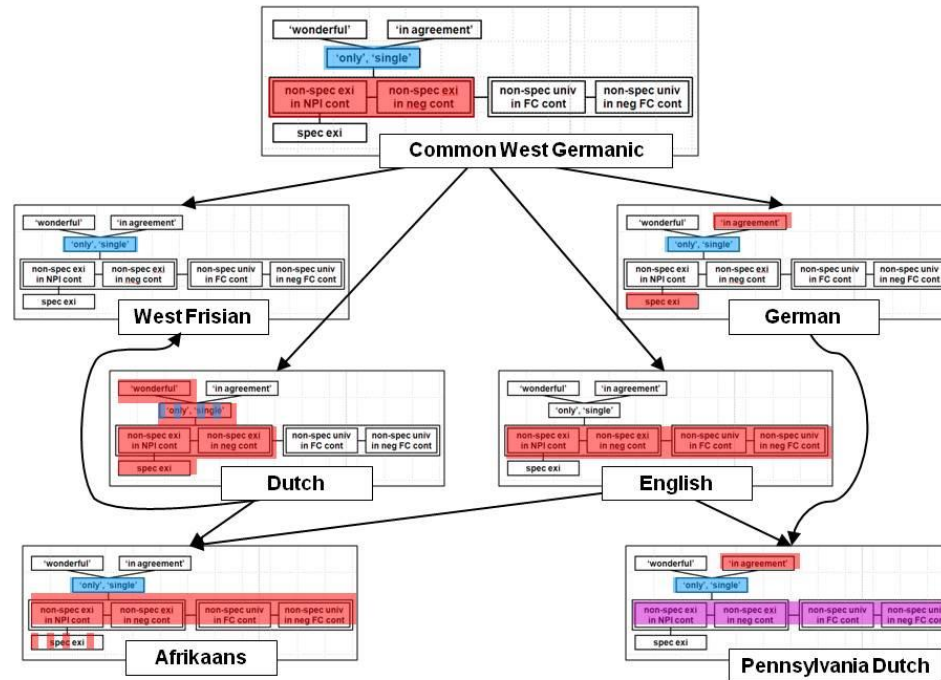 'wonderful' 'in agreement'
'only', 'single'
non-spec exi non-spec exi non-spec univ non-spec univ
in NPI cont in neg cont in FC cont in neg FC cont
spec exi
Common West Germanic
'wonderful' 'in agreement'
'only', 'single'
non-spec exi non-spec exi non-spec univ non-spec univ
in NPI cont in neg cont in FC cont in neg FC cont
spec exi
West Frisian
'wonderful' 'in agreement'
'only', 'single'
non-spec exi non-spec exi non-spec univ non-spec univ
in NPI cont in neg cont in FC cont in neg FC cont
spec exi
German
'wonderful' 'in agreement'
'only', 'single'
non-spec exi non-spec exi non-spec univ non-spec univ
in NPI cont in neg cont in FC cont in neg FC cont
spec exi
Dutch
'wonderful' 'in agreement'
'only', 'single'
non-spec exi non-spec exi non-spec univ non-spec univ
in NPI cont in neg cont in FC cont in neg FC cont
spec exi
English
'wonderful' 'in agreement'
'only', 'single'
non-spec exi non-spec exi non-spec univ non-spec univ
in NPI cont in neg cont in FC cont in neg FC cont
spec exi
Afrikaans
'wonderful' 'in agreement'
'only', 'single'
non-spec exi non-spec exi non-spec univ non-spec univ
in NPI cont in neg cont in FC cont in neg FC cont
spec exi
Pennsylvania Dutch